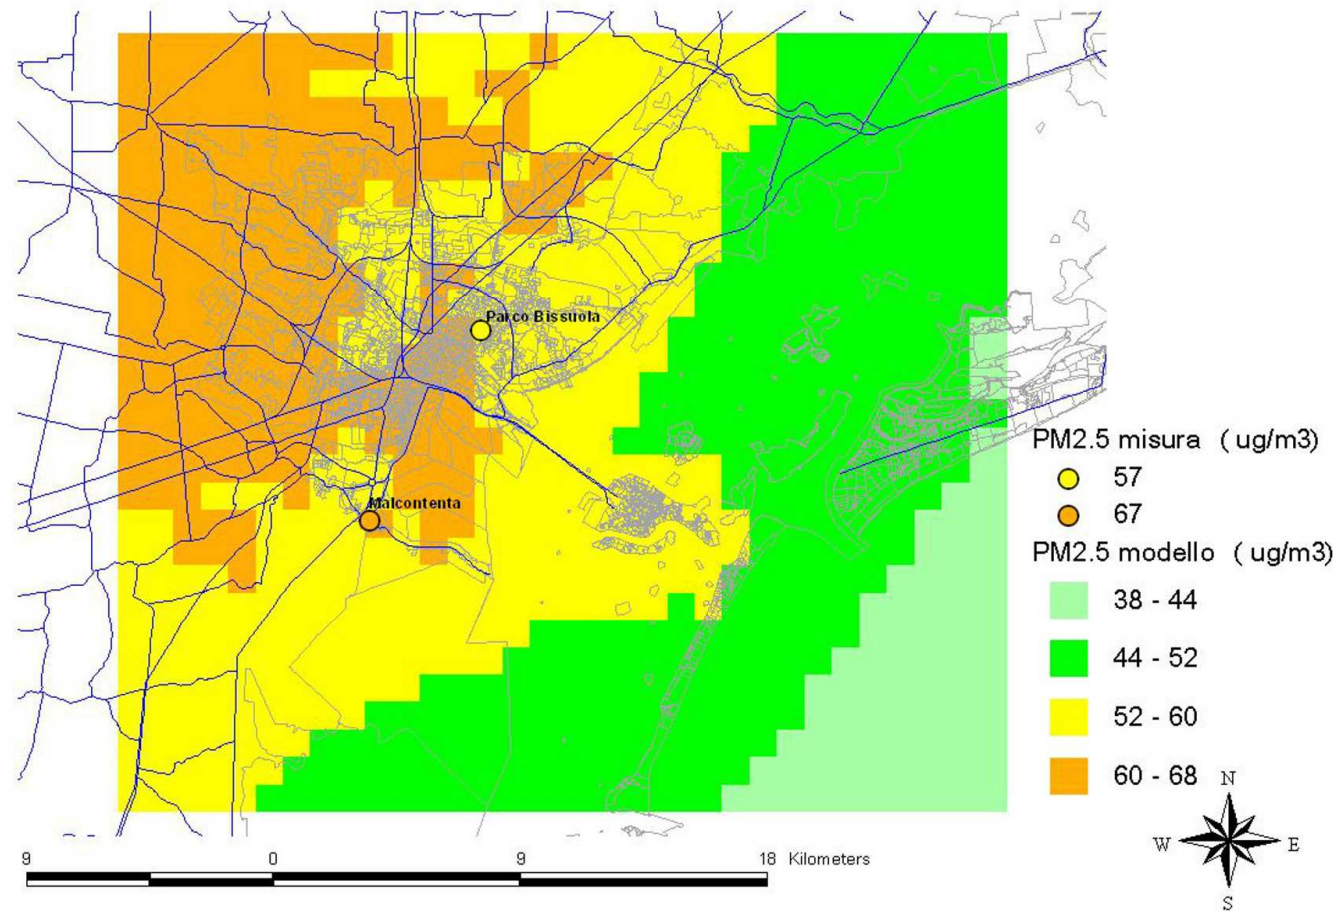 Parco Bissuola
Malcontenta
PM2.5 misura ( ug/m3)
57
67
PM2.5 modello ( ug/m3)
38 - 44
44 - 52
52 - 60
60 - 68
N
W E
S
9 0 9 18 Kilometers